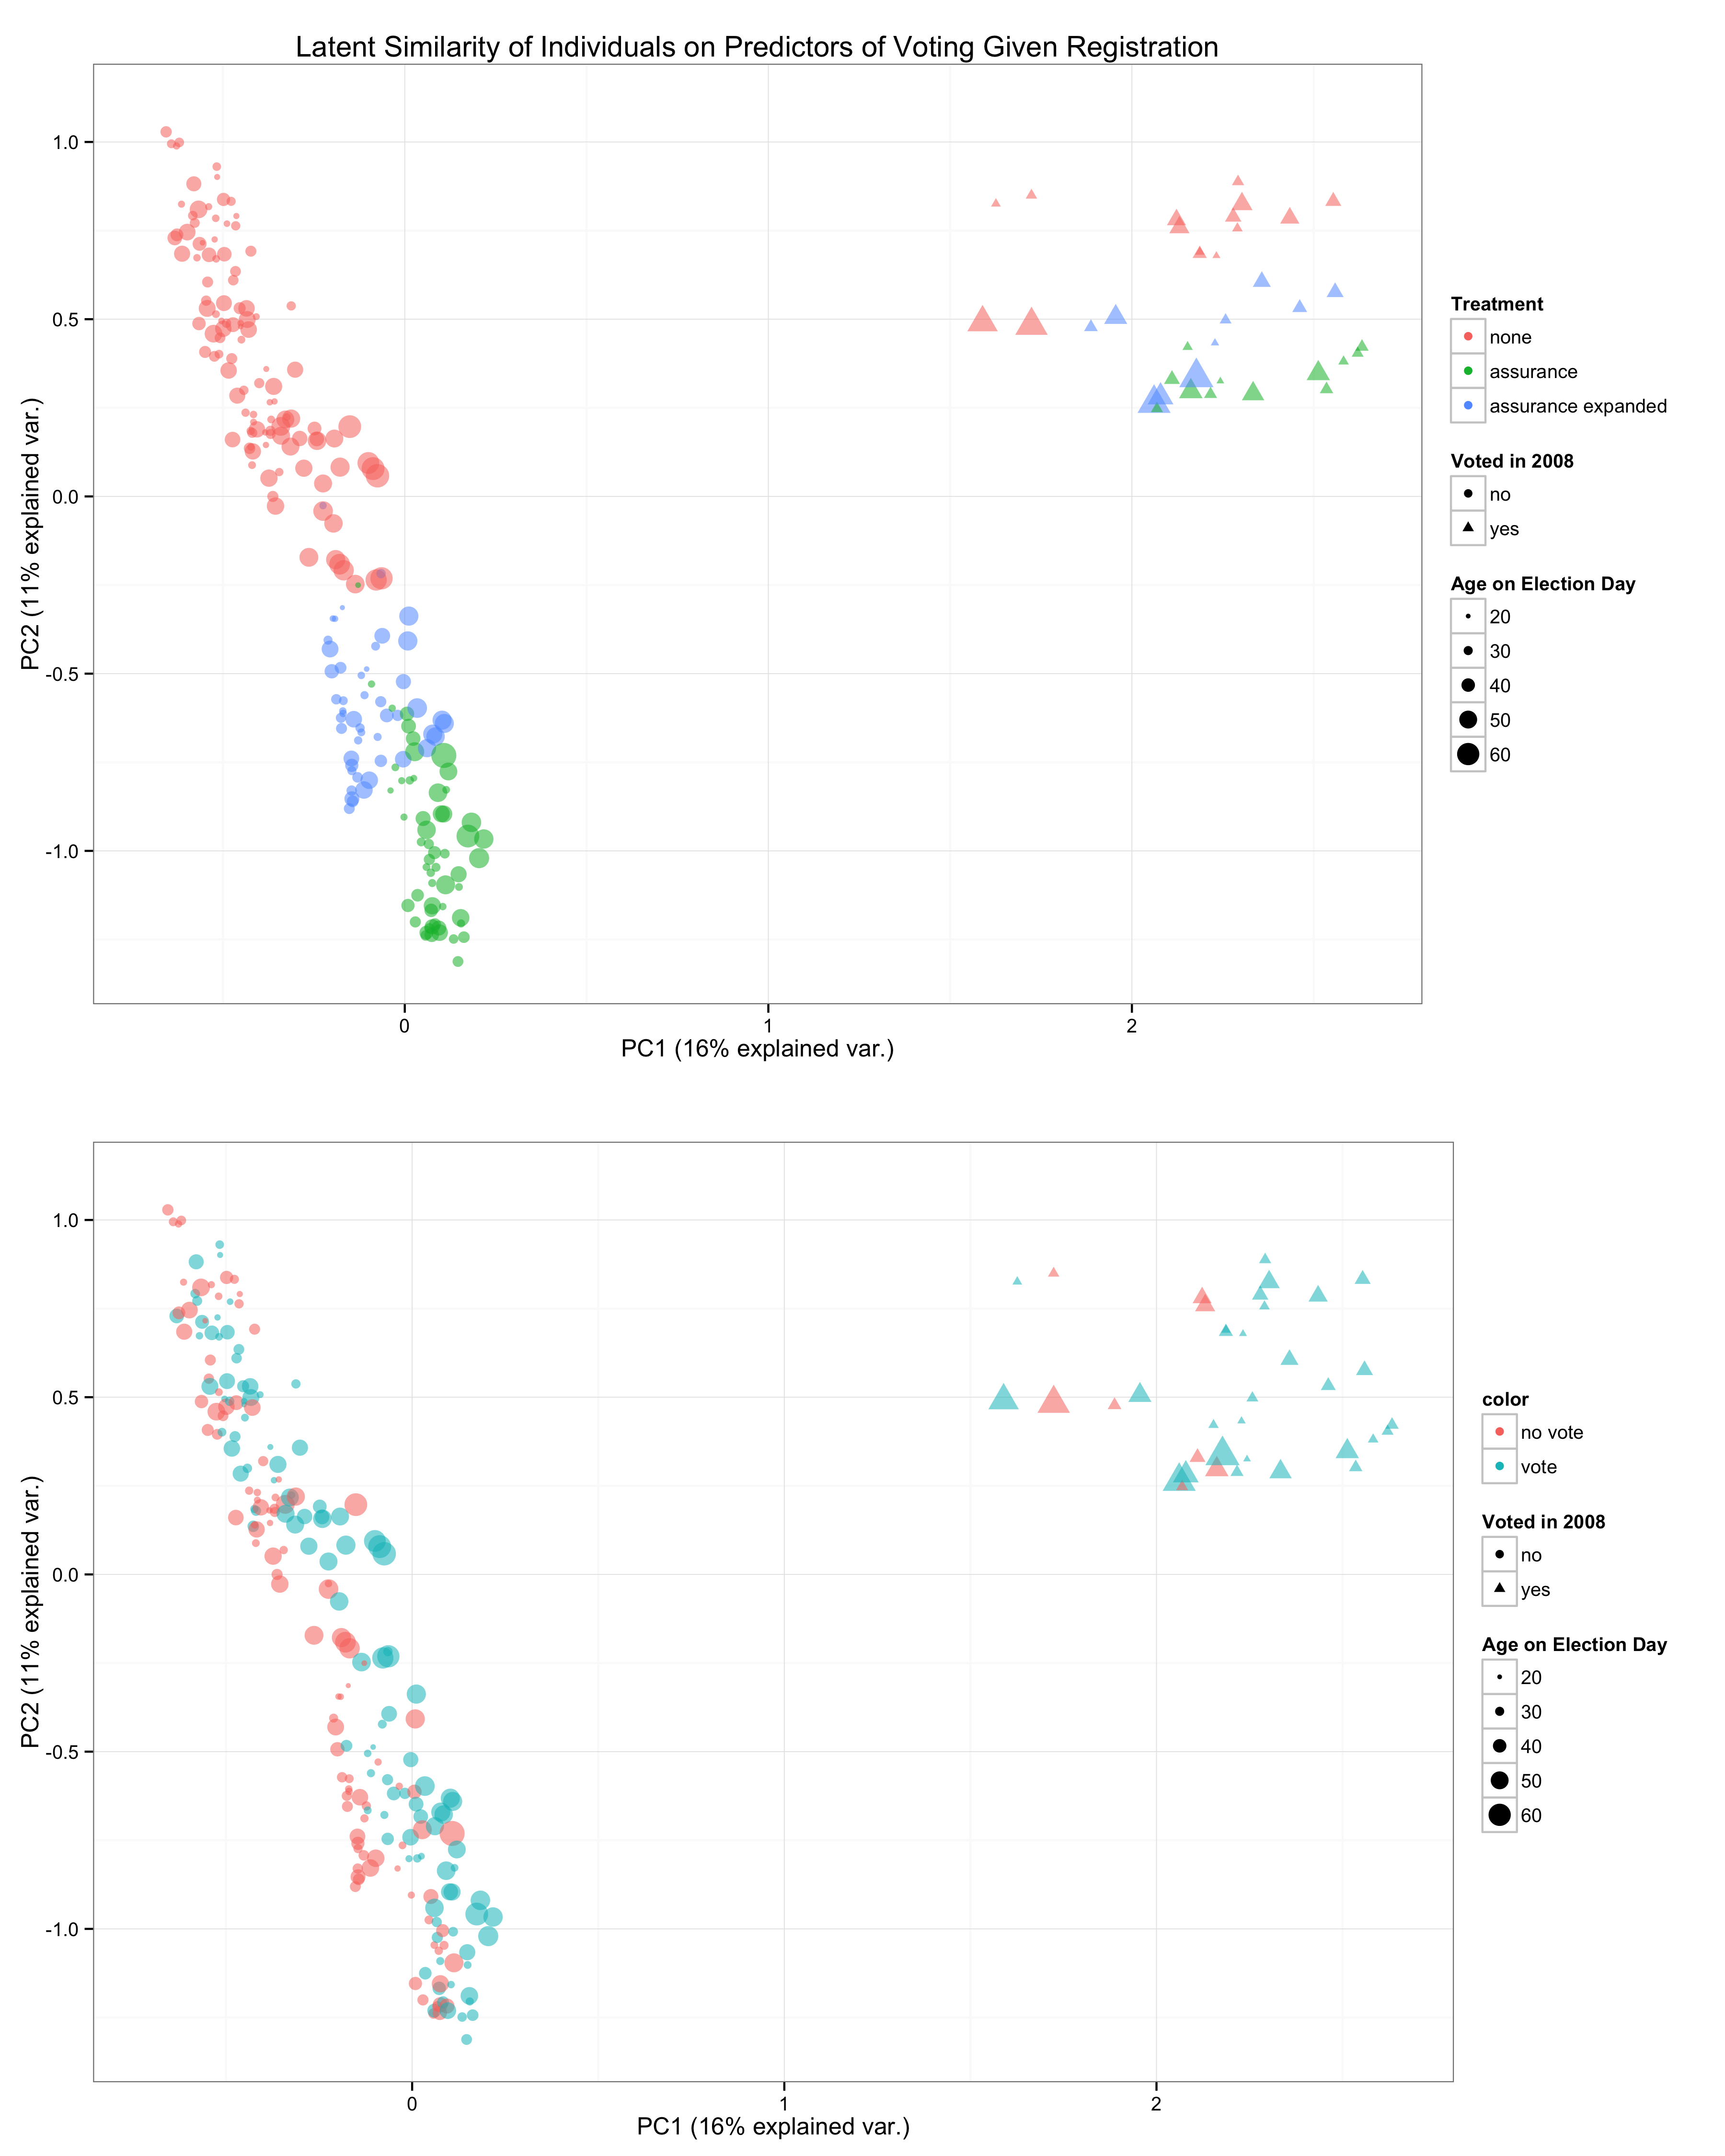 Latent Similarity of Individuals on Predictors of Voting Given Registration
1.0
0.5
0.0
-0.5
-1.0
PC2 (11% explained var.)
0
1
2
PC1 (16% explained var.)
Treatment
none
assurance
assurance expanded
Voted in 2008
no
yes
Age on Election Day
20
30
40
50
60
1.0
0.5
0.0
-0.5
-1.0
PC2 (11% explained var.)
0
1
2
PC1 (16% explained var.)
color
no vote
vote
Voted in 2008
no
yes
Age on Election Day
20
30
40
50
60